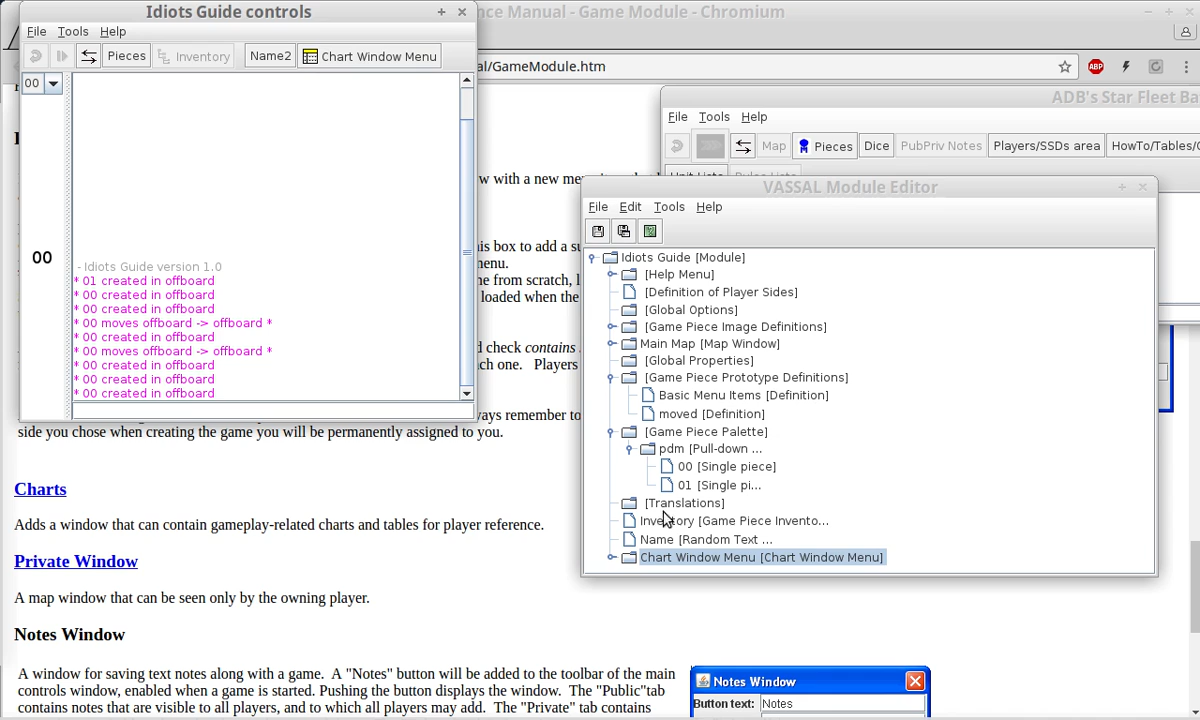 Idiots Guide controls
File Tools Help
Pieces Inventory Name2 Chart Window Menu
00
00
- Idiots Guide version 1.0
* 01 created in offboard
* 00 created in offboard
* 00 created in offboard
* 00 moves offboard -> offboard *
* 00 created in offboard
* 00 moves offboard -> offboard *
* 00 created in offboard
* 00 created in offboard
* 00 created in offboard
nce Manual - Game Module - Chromium
al/GameModule.htm
ABP
ADB's Star Fleet Ba
File Tools Help
Map Pieces Dice PubPriv Notes Players/SSDs area HowTo/Tables/
VASSAL Module Editor
File Edit Tools Help
Idiots Guide [Module]
[Help Menu]
[Definition of Player Sides]
[Global Options]
[Game Piece Image Definitions]
Main Map [Map Window]
[Global Properties]
[Game Piece Prototype Definitions]
Basic Menu Items [Definition]
moved [Definition]
[Game Piece Palette]
pdm [Pull-down ...
00 [Single piece]
01 [Single pi...
[Translations]
Inventory [Game Piece Invento...
Name [Random Text ...
Chart Window Menu [Chart Window Menu]
w with a new me
his box to add a su
enu.
ne from scratch, l
loaded when the
d check contains
ch one. Players
ways remember to
side you chose when creating the game you will be permanently assigned to you.
Charts
Adds a window that can contain gameplay-related charts and tables for player reference.
Private Window
A map window that can be seen only by the owning player.
Notes Window
A window for saving text notes along with a game. A "Notes" button will be added to the toolbar of the main
controls window, enabled when a game is started. Pushing the button displays the window. The "Public"tab
contains notes that are visible to all players, and to which all players may add. The "Private" tab contains
Notes Window
Button text: Notes